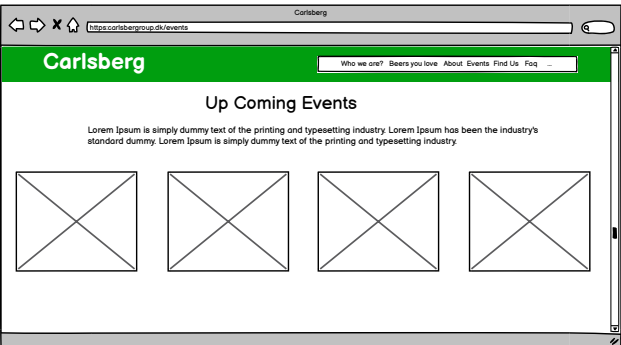 Carlsberg
https:carlsbergroup.dk/events
Carlsberg
Who we are? Beers you love About Events Find Us Faq ...
Up Coming Events
Lorem Ipsum is simply dummy text of the printing and typesetting industry. Lorem Ipsum has been the industry's
standard dummy. Lorem Ipsum is simply dummy text of the printing and typesetting industry.